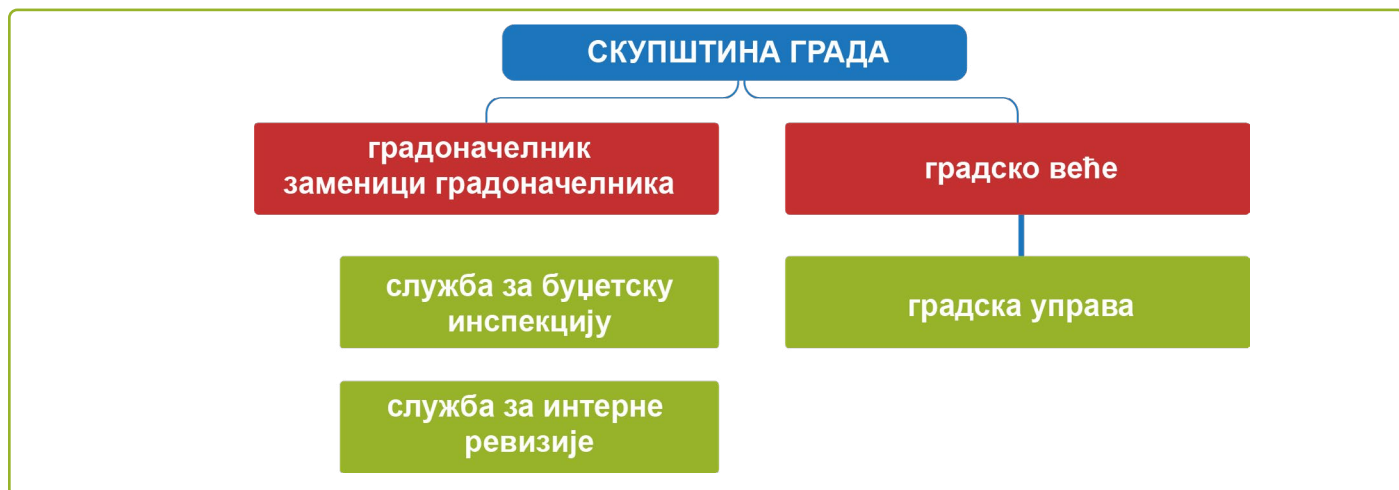 СКУПШТИНА ГРАДА
градоначелник
заменици градоначелника
градско веће
служба за буџетску
инспекцију
градска управа
служба за интерне
ревизије